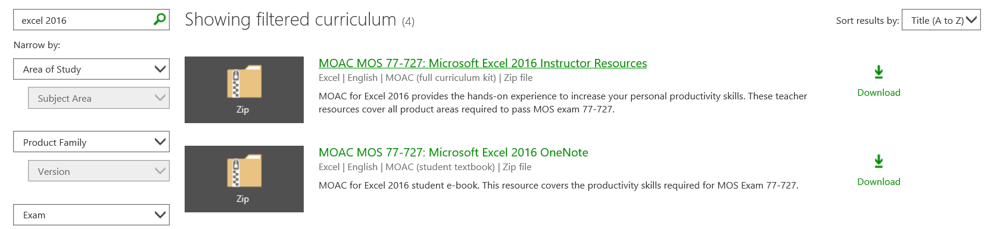 excel 2016
Showing filtered curriculum (4)
Sort results by:
Title (A to Z)
Narrow by:
Area of Study
Subject Area
Product Family
Version
Exam
Zip
MOAC MOS 77-727: Microsoft Excel 2016 Instructor Resources
Excel | English | MOAC (full curriculum kit) | Zip file
MOAC for Excel 2016 provides the hands-on experience to increase your personal productivity skills. These teacher
resources cover all product areas required to pass MOS exam 77-727.
Download
Zip
MOAC MOS 77-727: Microsoft Excel 2016 OneNote
Excel | English | MOAC (student textbook) | Zip file
MOAC for Excel 2016 student e-book. This resource covers the productivity skills required for MOS Exam 77-727.
Download